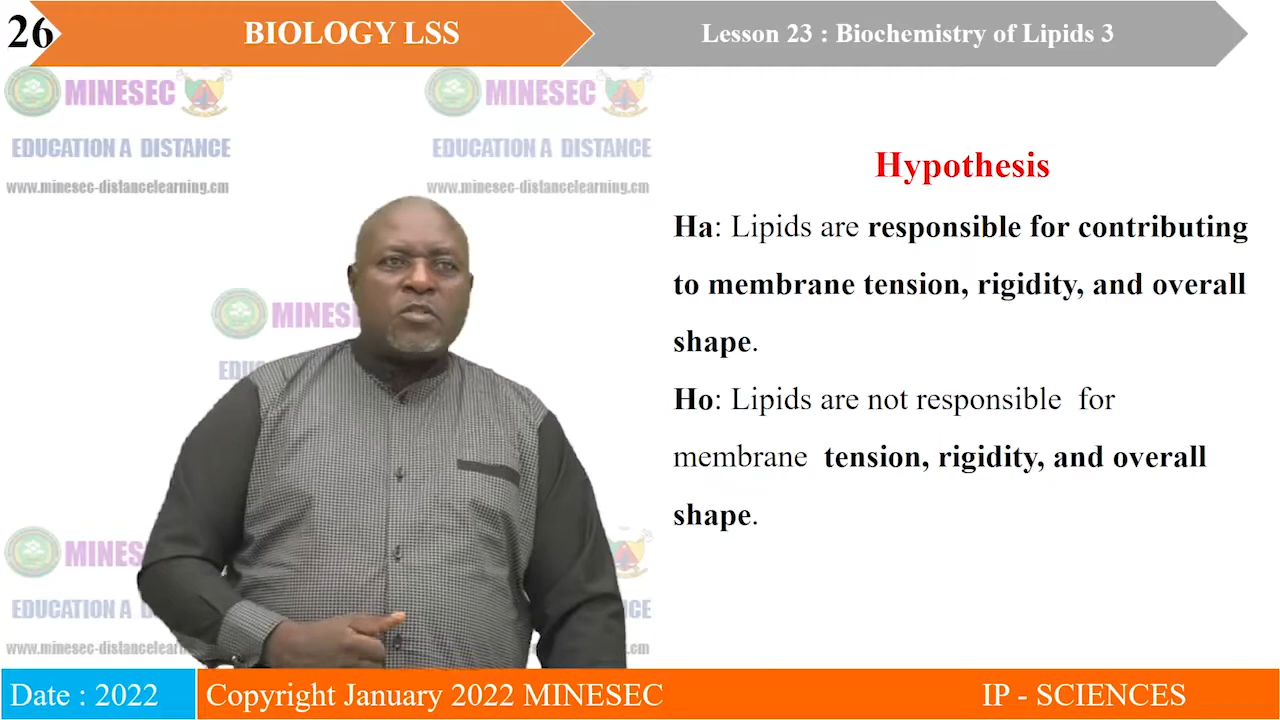 26
BIOLOGY LSS
Lesson 23 : Biochemistry of Lipids 3
MINESEC
EDUCATION A DISTANCE
www.minesec-distancelearning.cm
MINESEC
EDUCATION A DISTANCE
www.minesec-distancelearning.cm
Hypothesis
Ha: Lipids are responsible for contributing
to membrane tension, rigidity, and overall
shape.
Ho: Lipids are not responsible for
membrane tension, rigidity, and overall
shape.
Date : 2022
Copyright January 2022 MINESEC
IP - SCIENCES